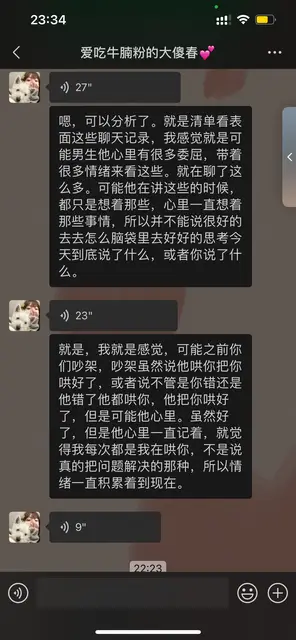 23:34
爱吃牛腩粉的大傻春💕
27"
嗯，可以分析了。就是清单看表
面这些聊天记录，我感觉就是可
能男生他心里有很多委屈，带着
很多情绪来看这些。就在聊了这
么多。可能他在讲这些的时候，
都只是想着那些，心里一直想着
那些事情，所以并不能说很好的
去去怎么脑袋里去好好的思考今
天到底说了什么，或者你说了什
么。
23"
就是，我就是感觉，可能之前你
们吵架，吵架虽然说他哄你把你
哄好了，或者说不管是你错还是
他错了他都哄你，他把你哄好
了，但是可能他心里。虽然好
了，但是他心里一直记着，就觉
得我每次都是我在哄你，不是说
真的把问题解决的那种，所以情
绪一直积累着到现在。
9"
22:23